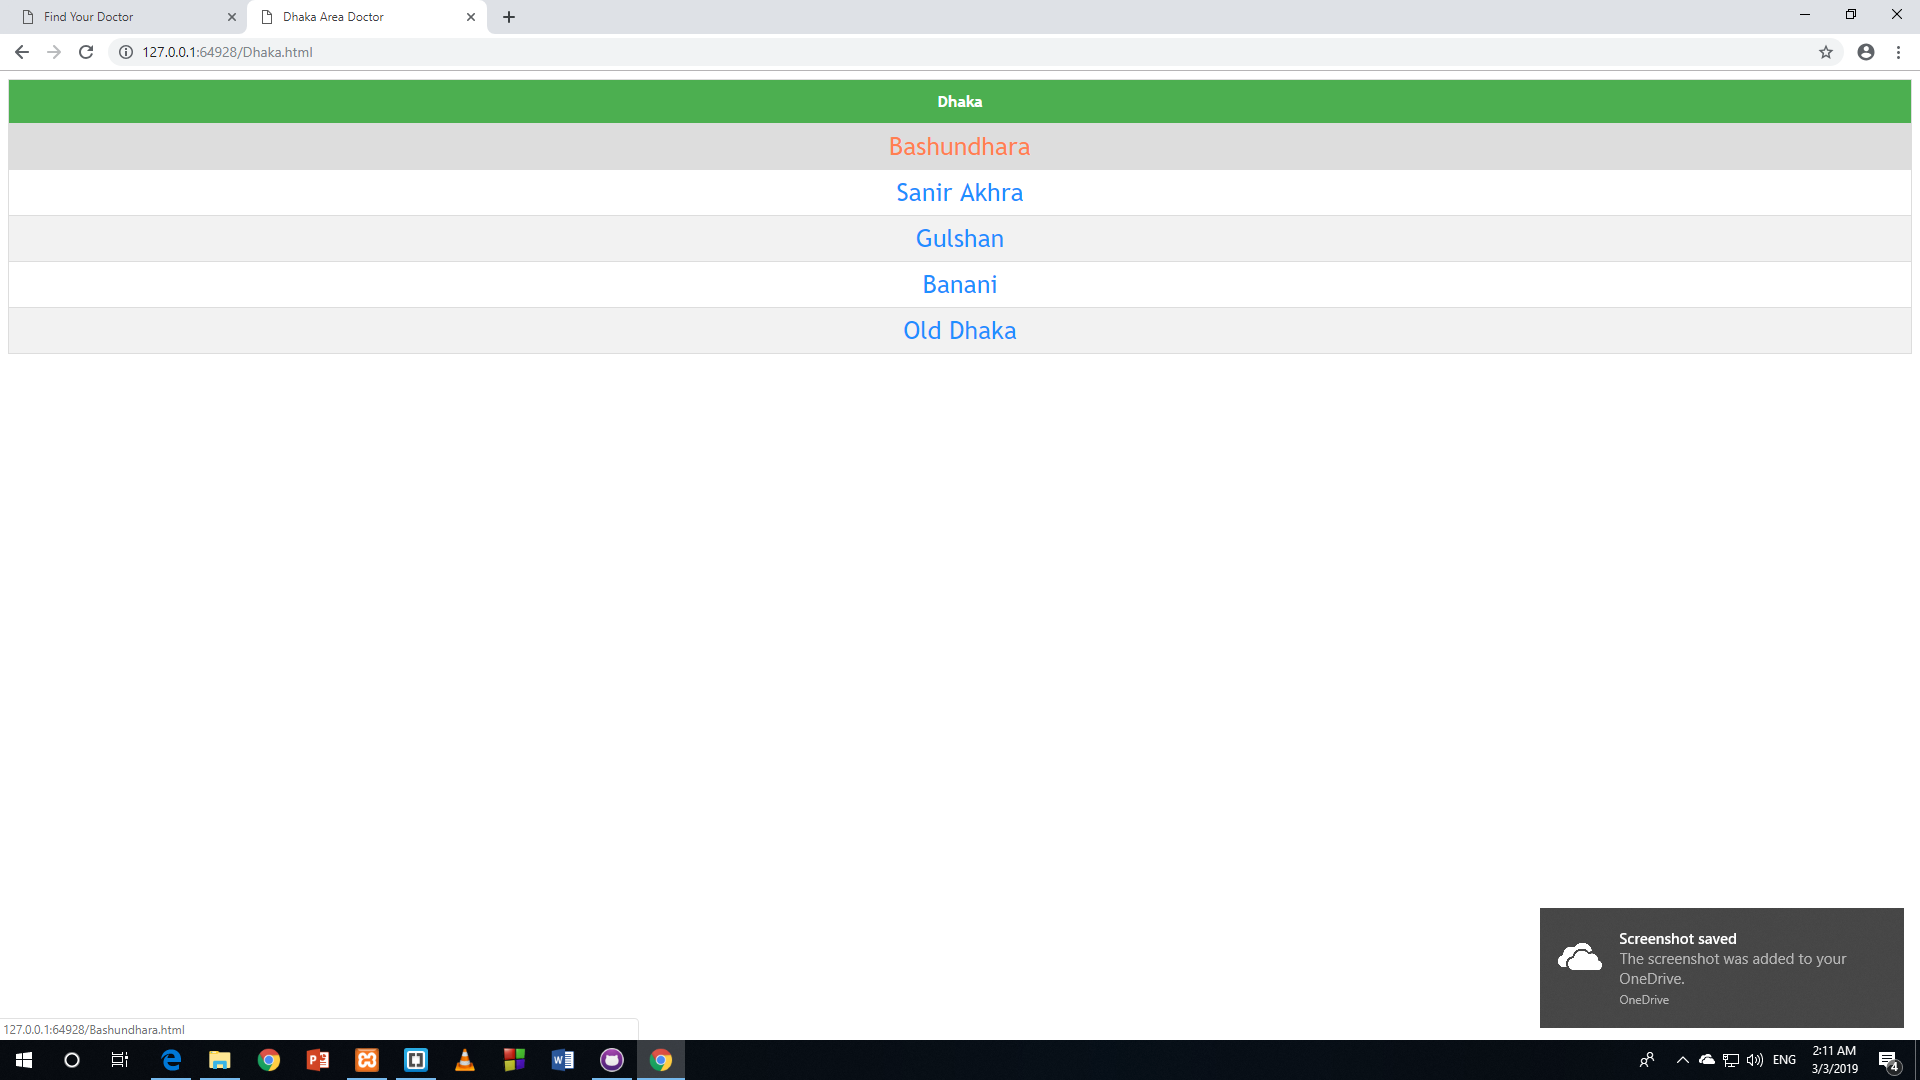 Find Your Doctor
Dhaka Area Doctor
127.0.0.1:64928/Dhaka.html
Dhaka
Bashundhara
Sanir Akhra
Gulshan
Banani
Old Dhaka
Screenshot saved
The screenshot was added to your
OneDrive.
OneDrive
127.0.0.1:64928/Bashundhara.html
ENG
2:11 AM
3/3/2019
4